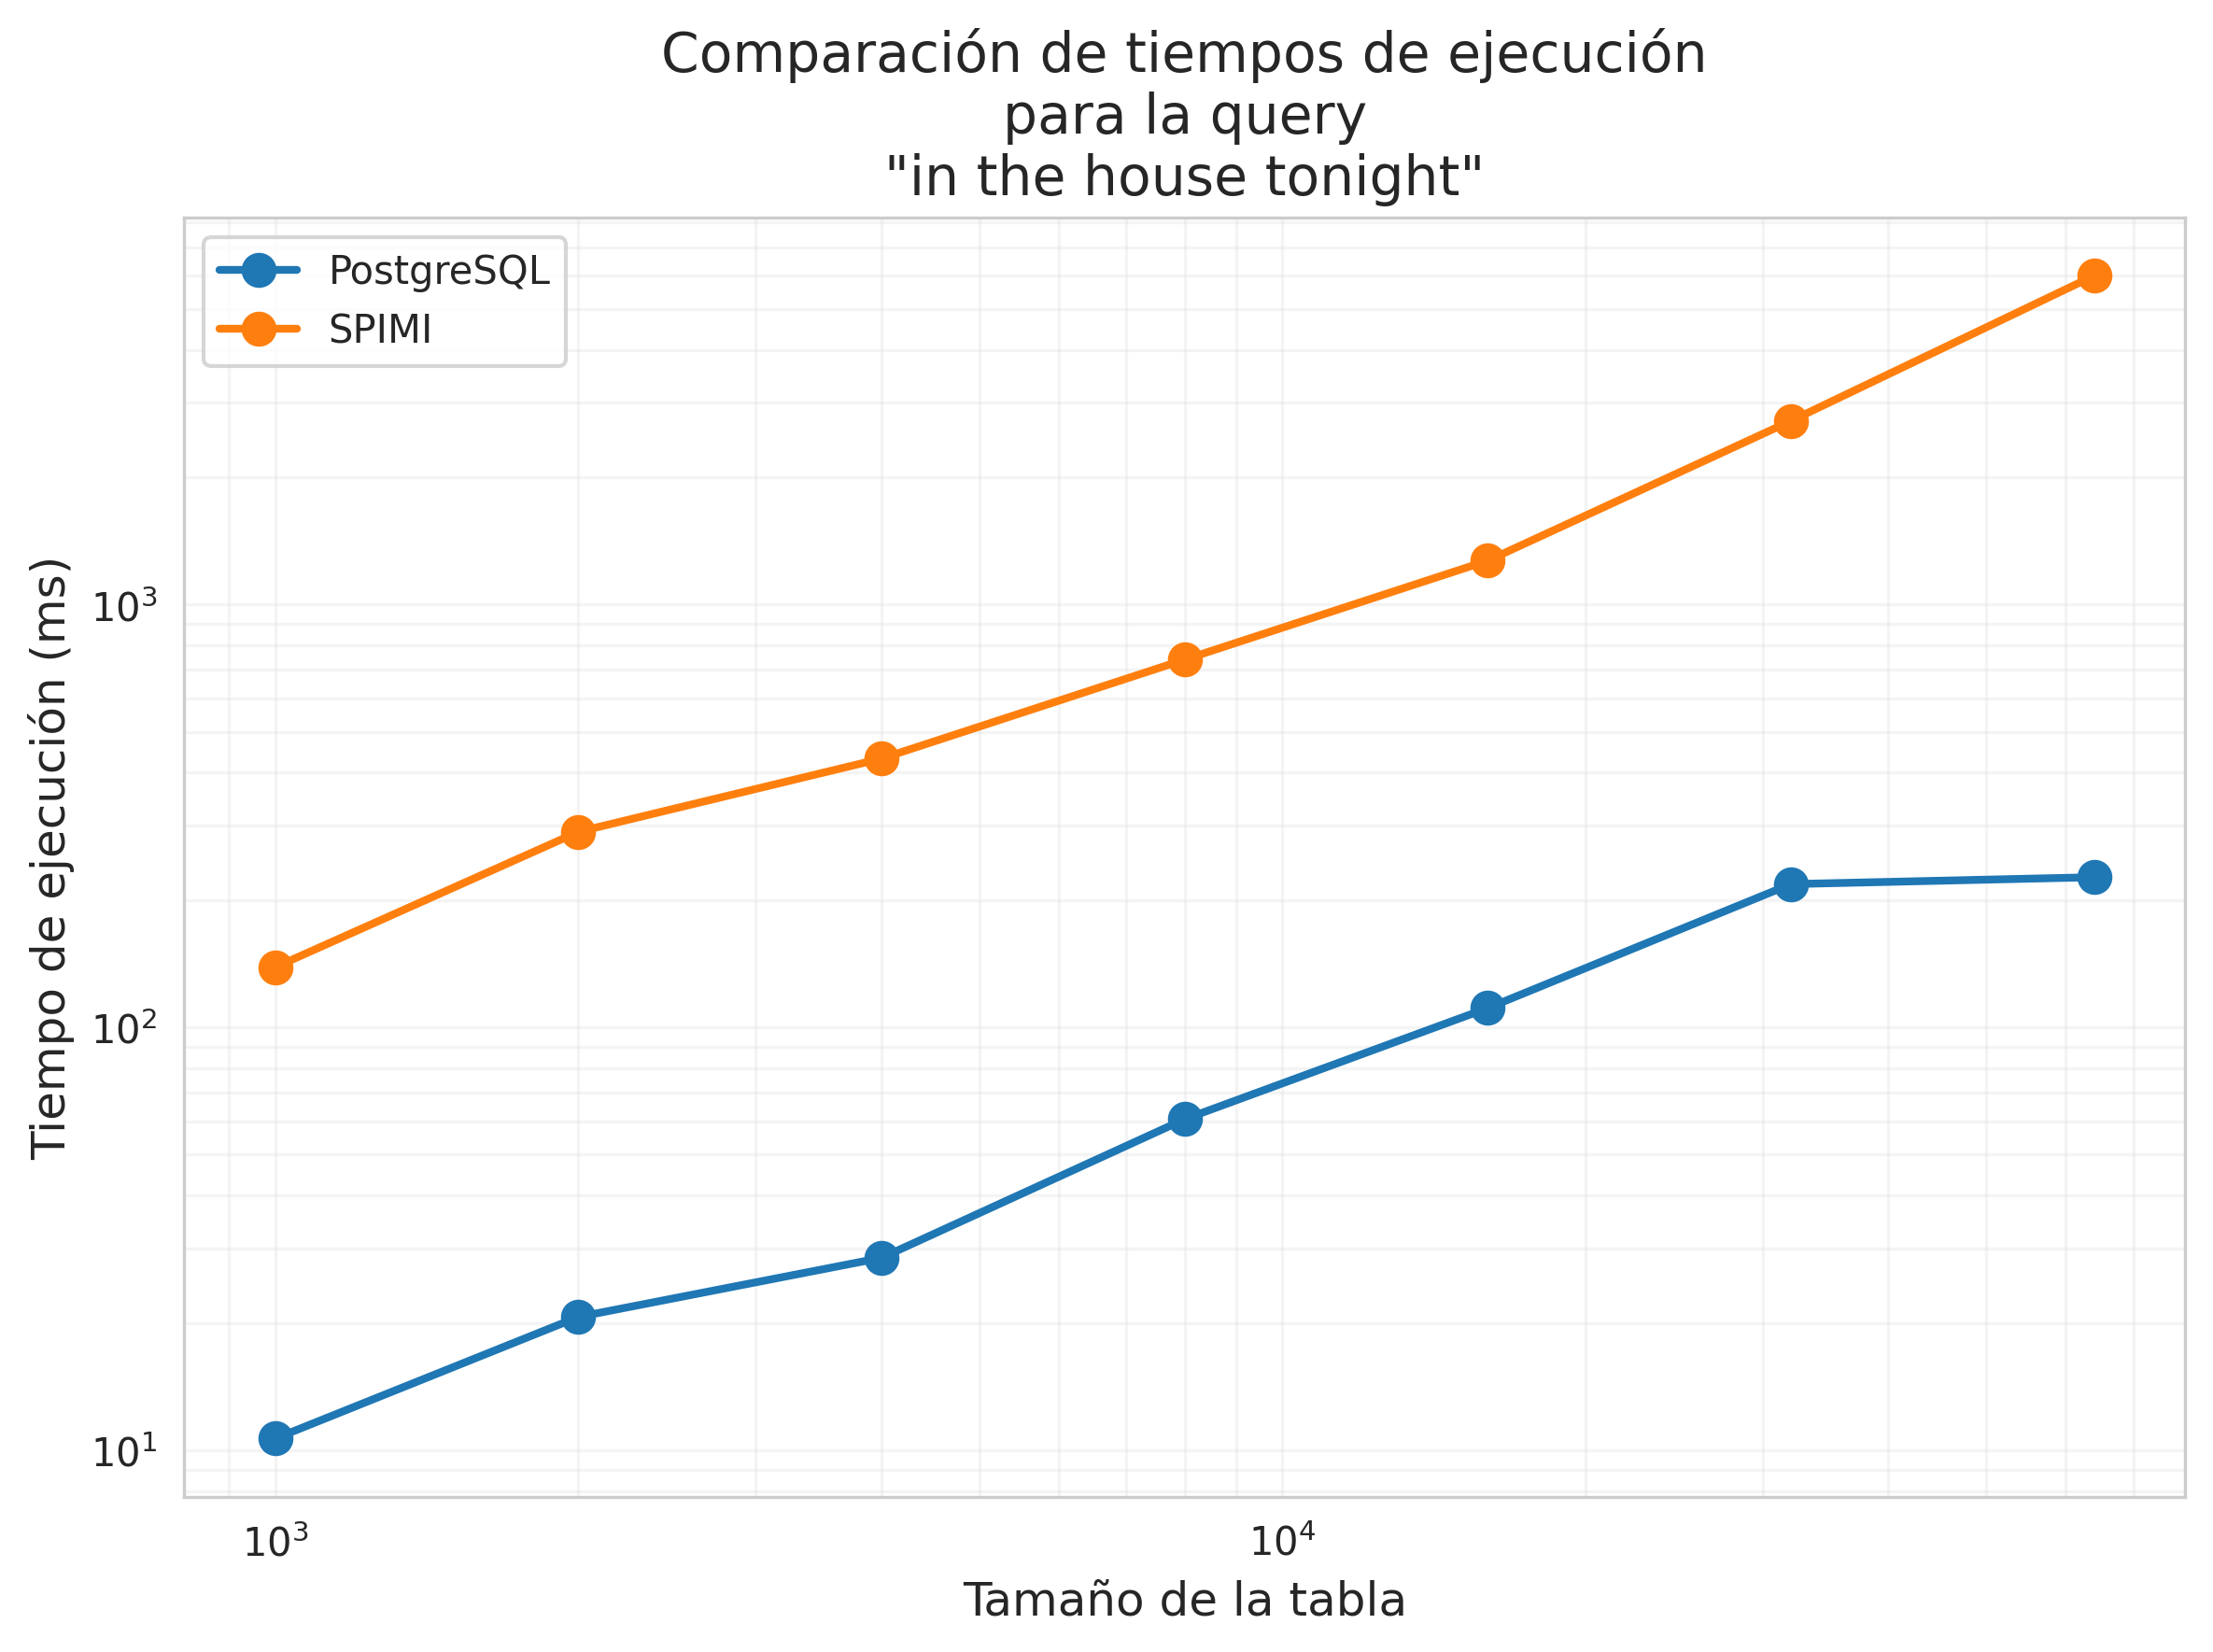 Comparación de tiempos de ejecución
para la query
"in the house tonight"
PostgreSQL
SPIMI
Tiempo de ejecución (ms)
10³
10²
10¹
10³
10⁴
Tamaño de la tabla